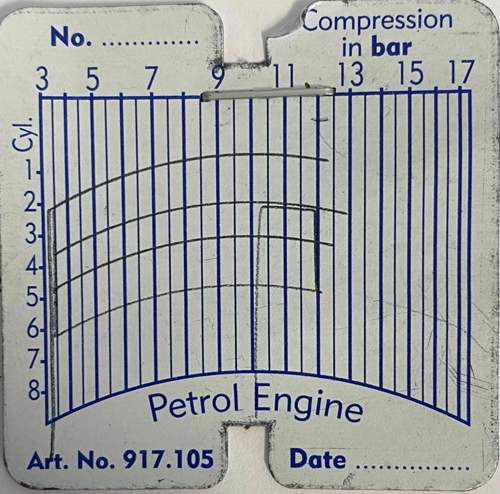 No. .............
Compression
in bar
3 5 7 9 11 13 15 17
Cyl.
1
2
3
4
5
6
7
8
Petrol Engine
Art. No. 917.105
Date ...............